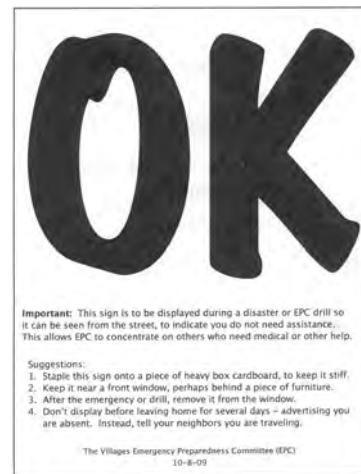 OK
Important: This sign is to be displayed during a disaster or EPC drill so
it can be seen from the street, to indicate you do not need assistance.
This allows EPC to concentrate on others who need medical or other help.
Suggestions:
1. Staple this sign onto a piece of heavy box cardboard, to keep it stiff.
2. Keep it near a front window, perhaps behind a piece of furniture.
3. After the emergency or drill, remove it from the window.
4. Don't display before leaving home for several days – advertising you
are absent. Instead, tell your neighbors you are traveling.
The Villages Emergency Preparedness Committee (EPC)
10-8-09